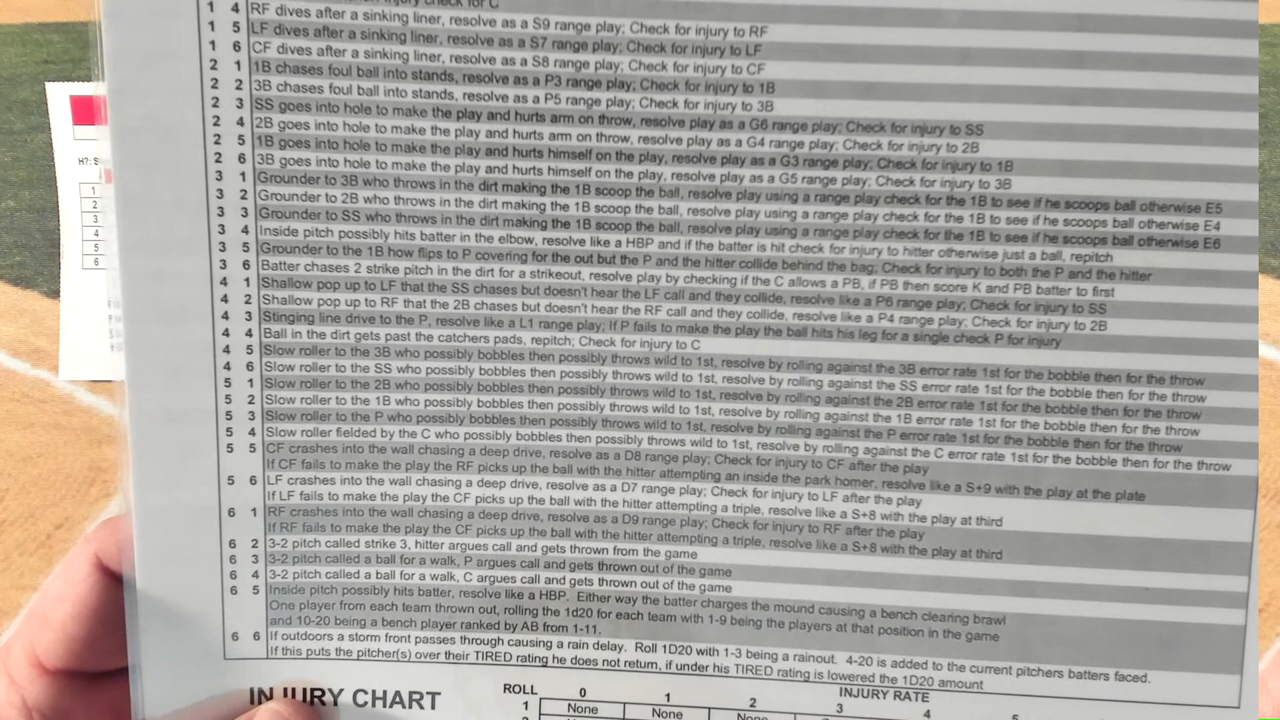 injury check for C
1 4 RF dives after a sinking liner, resolve as a S9 range play; Check for injury to RF
1 5 LF dives after a sinking liner, resolve as a S7 range play; Check for injury to LF
1 6 CF dives after a sinking liner, resolve as a S8 range play; Check for injury to CF
2 1 1B chases foul ball into stands, resolve as a P3 range play; Check for injury to 1B
2 2 3B chases foul ball into stands, resolve as a P5 range play; Check for injury to 3B
2 3 SS goes into hole to make the play and hurts arm on throw, resolve play as a G6 range play; Check for injury to SS
2 4 2B goes into hole to make the play and hurts arm on throw, resolve play as a G4 range play; Check for injury to 2B
2 5 1B goes into hole to make the play and hurts himself on the play, resolve play as a G3 range play; Check for injury to 1B
2 6 3B goes into hole to make the play and hurts himself on the play, resolve play as a G5 range play; Check for injury to 3B
3 1 Grounder to 3B who throws in the dirt making the 1B scoop the ball, resolve play using a range play check for the 1B to see if he scoops ball otherwise E5
3 2 Grounder to 2B who throws in the dirt making the 1B scoop the ball, resolve play using a range play check for the 1B to see if he scoops ball otherwise E4
3 3 Grounder to SS who throws in the dirt making the 1B scoop the ball, resolve play using a range play check for the 1B to see if he scoops ball otherwise E6
3 4 Inside pitch possibly hits batter in the elbow, resolve like a HBP and if the batter is hit check for injury to hitter otherwise just a ball, repitch
3 5 Grounder to the 1B how flips to P covering for the out but the P and the hitter collide behind the bag; Check for injury to both the P and the hitter
3 6 Batter chases 2 strike pitch in the dirt for a strikeout, resolve play by checking if the C allows a PB, if PB then score K and PB batter to first
4 1 Shallow pop up to LF that the SS chases but doesn't hear the LF call and they collide, resolve like a P6 range play; Check for injury to SS
4 2 Shallow pop up to RF that the 2B chases but doesn't hear the RF call and they collide, resolve like a P4 range play; Check for injury to 2B
4 3 Stinging line drive to the P, resolve like a L1 range play; If P fails to make the play the ball hits his leg for a single check P for injury
4 4 Ball in the dirt gets past the catchers pads, repitch; Check for injury to C
4 5 Slow roller to the 3B who possibly bobbles then possibly throws wild to 1st, resolve by rolling against the 3B error rate 1st for the bobble then for the throw
4 6 Slow roller to the SS who possibly bobbles then possibly throws wild to 1st, resolve by rolling against the SS error rate 1st for the bobble then for the throw
5 1 Slow roller to the 2B who possibly bobbles then possibly throws wild to 1st, resolve by rolling against the 2B error rate 1st for the bobble then for the throw
5 2 Slow roller to the 1B who possibly bobbles then possibly throws wild to 1st, resolve by rolling against the 1B error rate 1st for the bobble then for the throw
5 3 Slow roller to the P who possibly bobbles then possibly throws wild to 1st, resolve by rolling against the P error rate 1st for the bobble then for the throw
5 4 Slow roller fielded by the C who possibly bobbles then possibly throws wild to 1st, resolve by rolling against the C error rate 1st for the bobble then for the throw
5 5 CF crashes into the wall chasing a deep drive, resolve as a D8 range play; Check for injury to CF after the play
If CF fails to make the play the RF picks up the ball with the hitter attempting an inside the park homer, resolve like a S+9 with the play at the plate
5 6 LF crashes into the wall chasing a deep drive, resolve as a D7 range play; Check for injury to LF after the play
If LF fails to make the play the CF picks up the ball with the hitter attempting a triple, resolve like a S+8 with the play at third
6 1 RF crashes into the wall chasing a deep drive, resolve as a D9 range play; Check for injury to RF after the play
If RF fails to make the play the CF picks up the ball with the hitter attempting a triple, resolve like a S+8 with the play at third
6 2 3-2 pitch called strike 3, hitter argues call and gets thrown from the game
6 3 3-2 pitch called a ball for a walk, P argues call and gets thrown out of the game
6 4 3-2 pitch called a ball for a walk, C argues call and gets thrown out of the game
6 5 Inside pitch possibly hits batter, resolve like a HBP. Either way the batter charges the mound causing a bench clearing brawl
One player from each team thrown out, rolling the 1d20 for each team with 1-9 being the players at that position in the game
and 10-20 being a bench player ranked by AB from 1-11.
6 6 If outdoors a storm front passes through causing a rain delay. Roll 1D20 with 1-3 being a rainout. 4-20 is added to the current pitchers batters faced.
If this puts the pitcher(s) over their TIRED rating he does not return, if under his TIRED rating is lowered the 1D20 amount
INJURY CHART
ROLL 0 1 2 3 4 5
INJURY RATE
1 None None None
H?: S
1
2
3
4
5
6